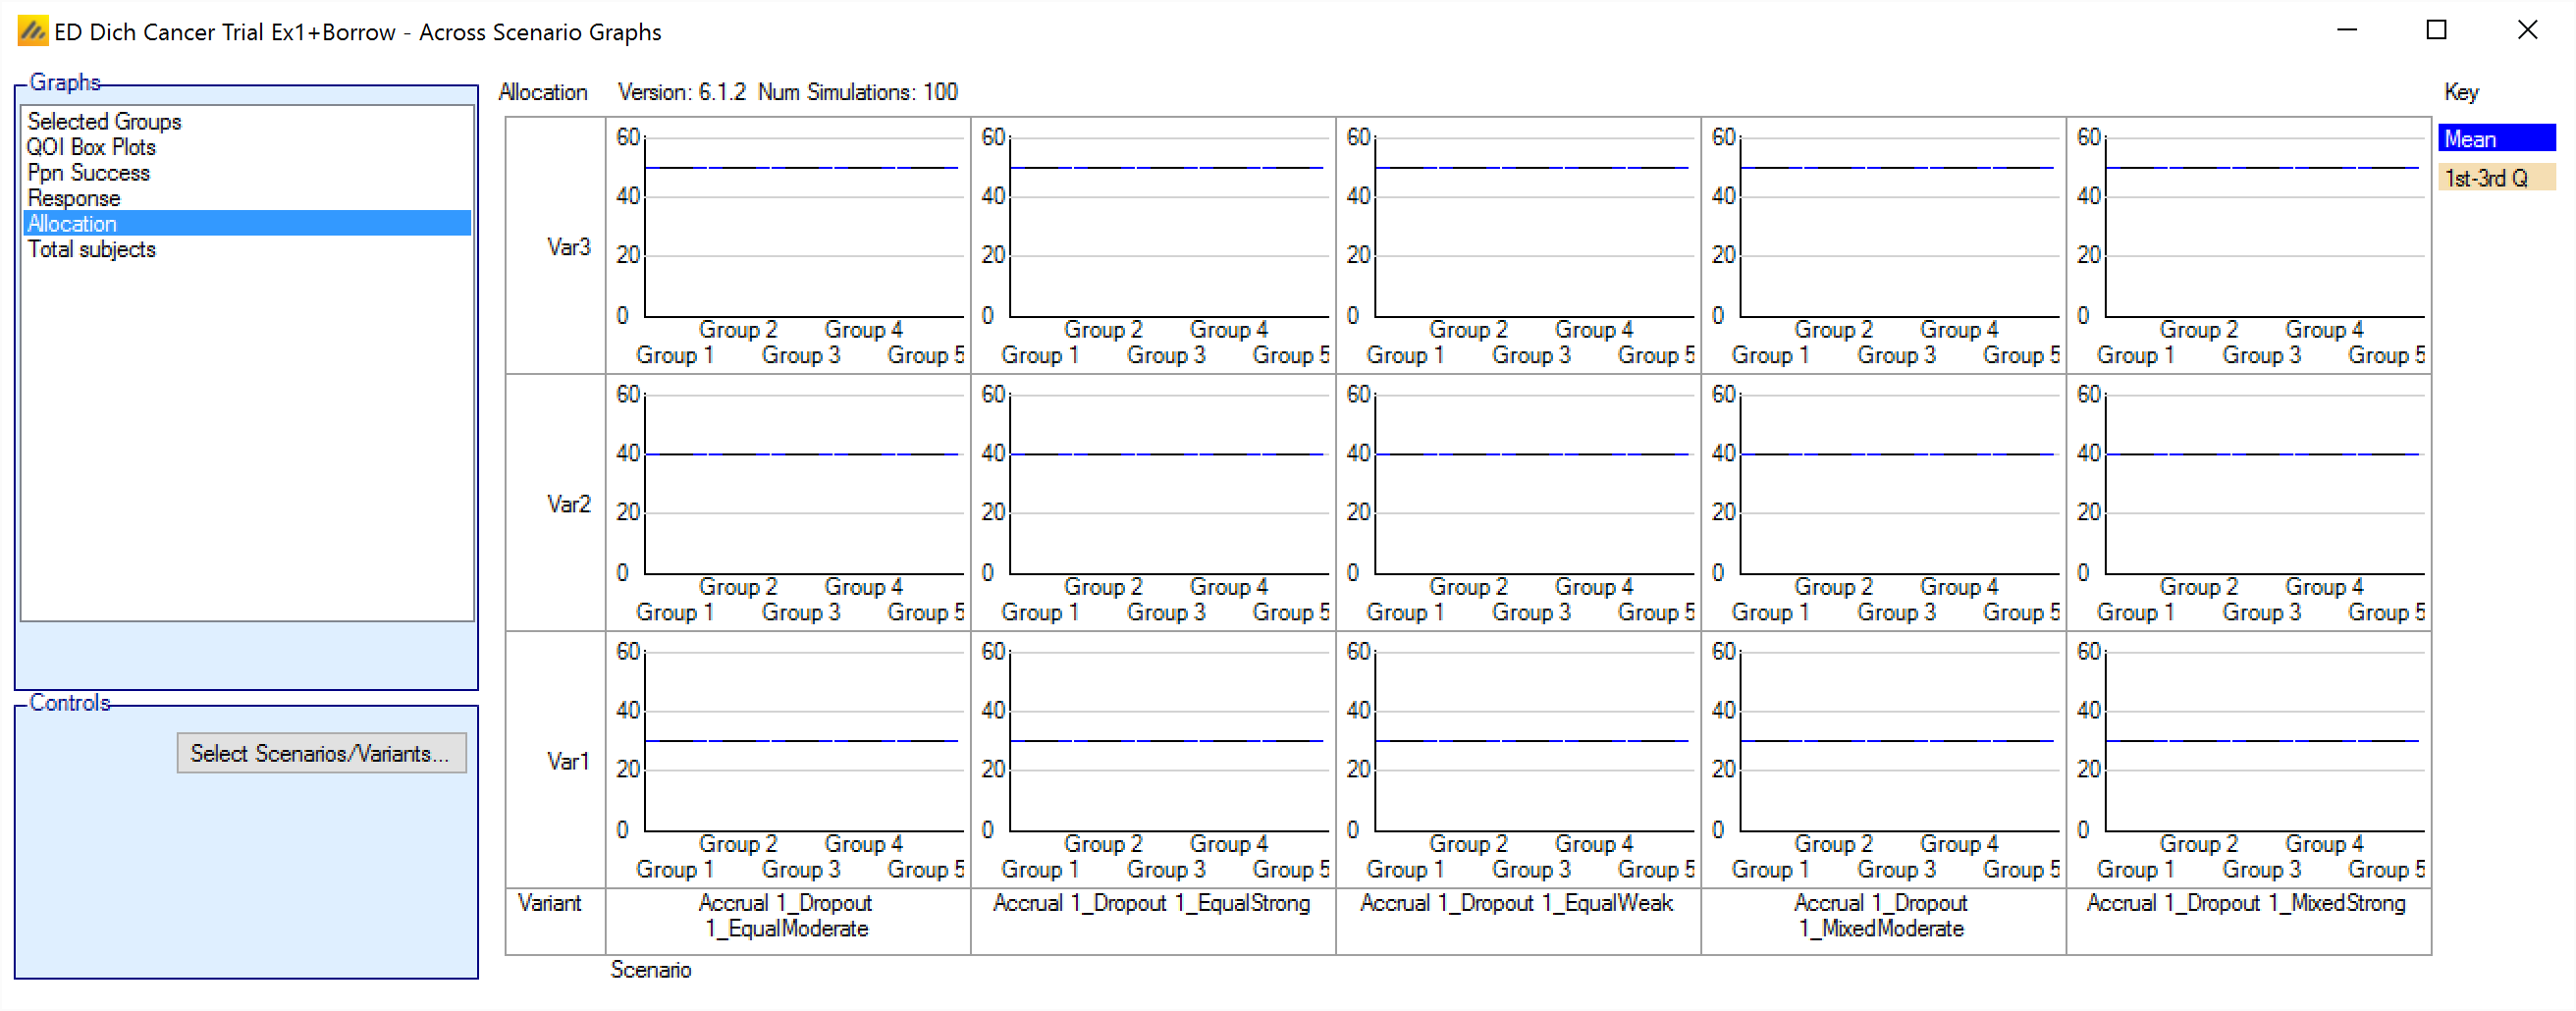 ED Dich Cancer Trial Ex1+Borrow - Across Scenario Graphs
Graphs
Selected Groups
QOI Box Plots
Ppn Success
Response
Allocation
Total subjects
Controls
Select Scenarios/Variants...
Allocation Version: 6.1.2 Num Simulations: 100
Key
Mean
1st-3rd Q
Var3
60 60 60 60 60
40 40 40 40 40
20 20 20 20 20
0 0 0 0 0
Group 2 Group 4 Group 2 Group 4 Group 2 Group 4 Group 2 Group 4 Group 2 Group 4
Group 1 Group 3 Group 5 Group 1 Group 3 Group 5 Group 1 Group 3 Group 5 Group 1 Group 3 Group 5 Group 1 Group 3 Group 5
Var2
60 60 60 60 60
40 40 40 40 40
20 20 20 20 20
0 0 0 0 0
Group 2 Group 4 Group 2 Group 4 Group 2 Group 4 Group 2 Group 4 Group 2 Group 4
Group 1 Group 3 Group 5 Group 1 Group 3 Group 5 Group 1 Group 3 Group 5 Group 1 Group 3 Group 5 Group 1 Group 3 Group 5
Var1
60 60 60 60 60
40 40 40 40 40
20 20 20 20 20
0 0 0 0 0
Group 2 Group 4 Group 2 Group 4 Group 2 Group 4 Group 2 Group 4 Group 2 Group 4
Group 1 Group 3 Group 5 Group 1 Group 3 Group 5 Group 1 Group 3 Group 5 Group 1 Group 3 Group 5 Group 1 Group 3 Group 5
Variant
Accrual 1_Dropout
1_EqualModerate
Accrual 1_Dropout 1_EqualStrong
Accrual 1_Dropout 1_EqualWeak
Accrual 1_Dropout
1_MixedModerate
Accrual 1_Dropout 1_MixedStrong
Scenario